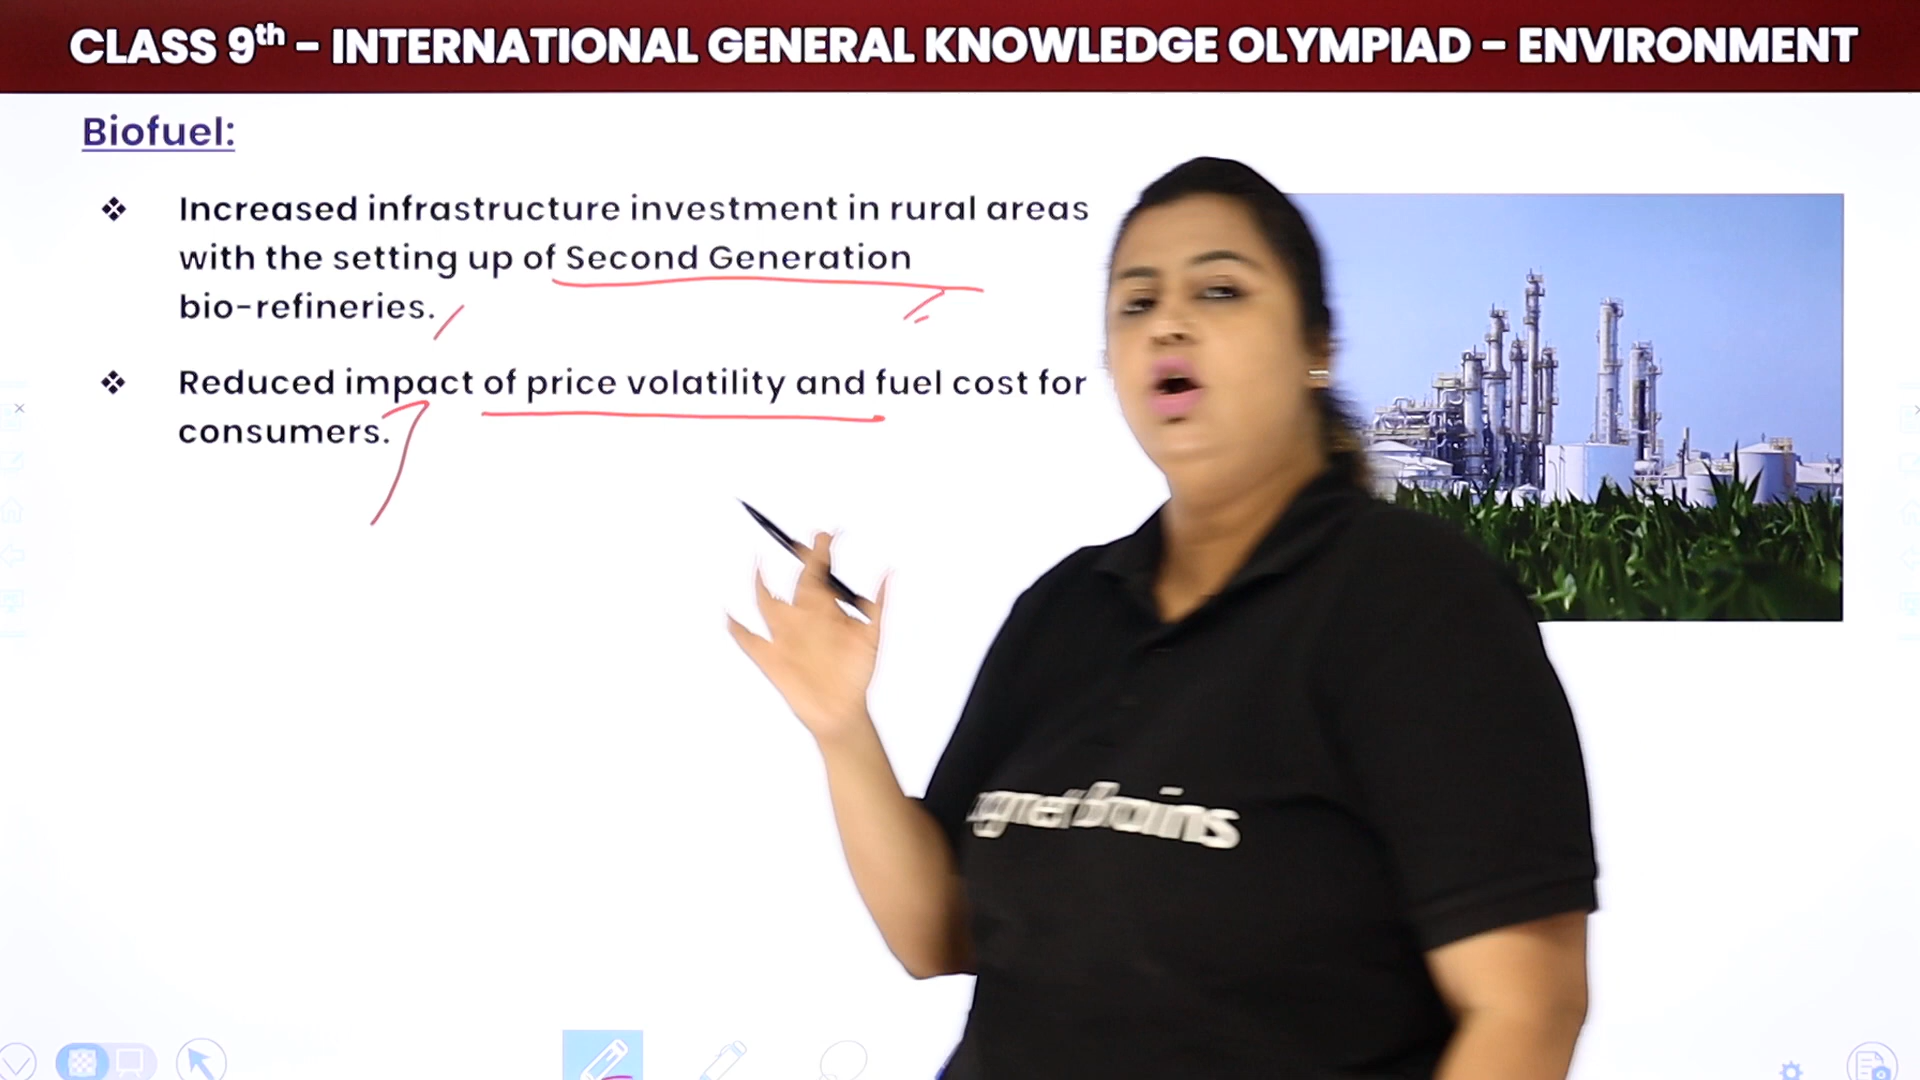 CLASS 9th – INTERNATIONAL GENERAL KNOWLEDGE OLYMPIAD – ENVIRONMENT
Biofuel:
❖ Increased infrastructure investment in rural areas
with the setting up of Second Generation
bio-refineries.
❖ Reduced impact of price volatility and fuel cost for
consumers.